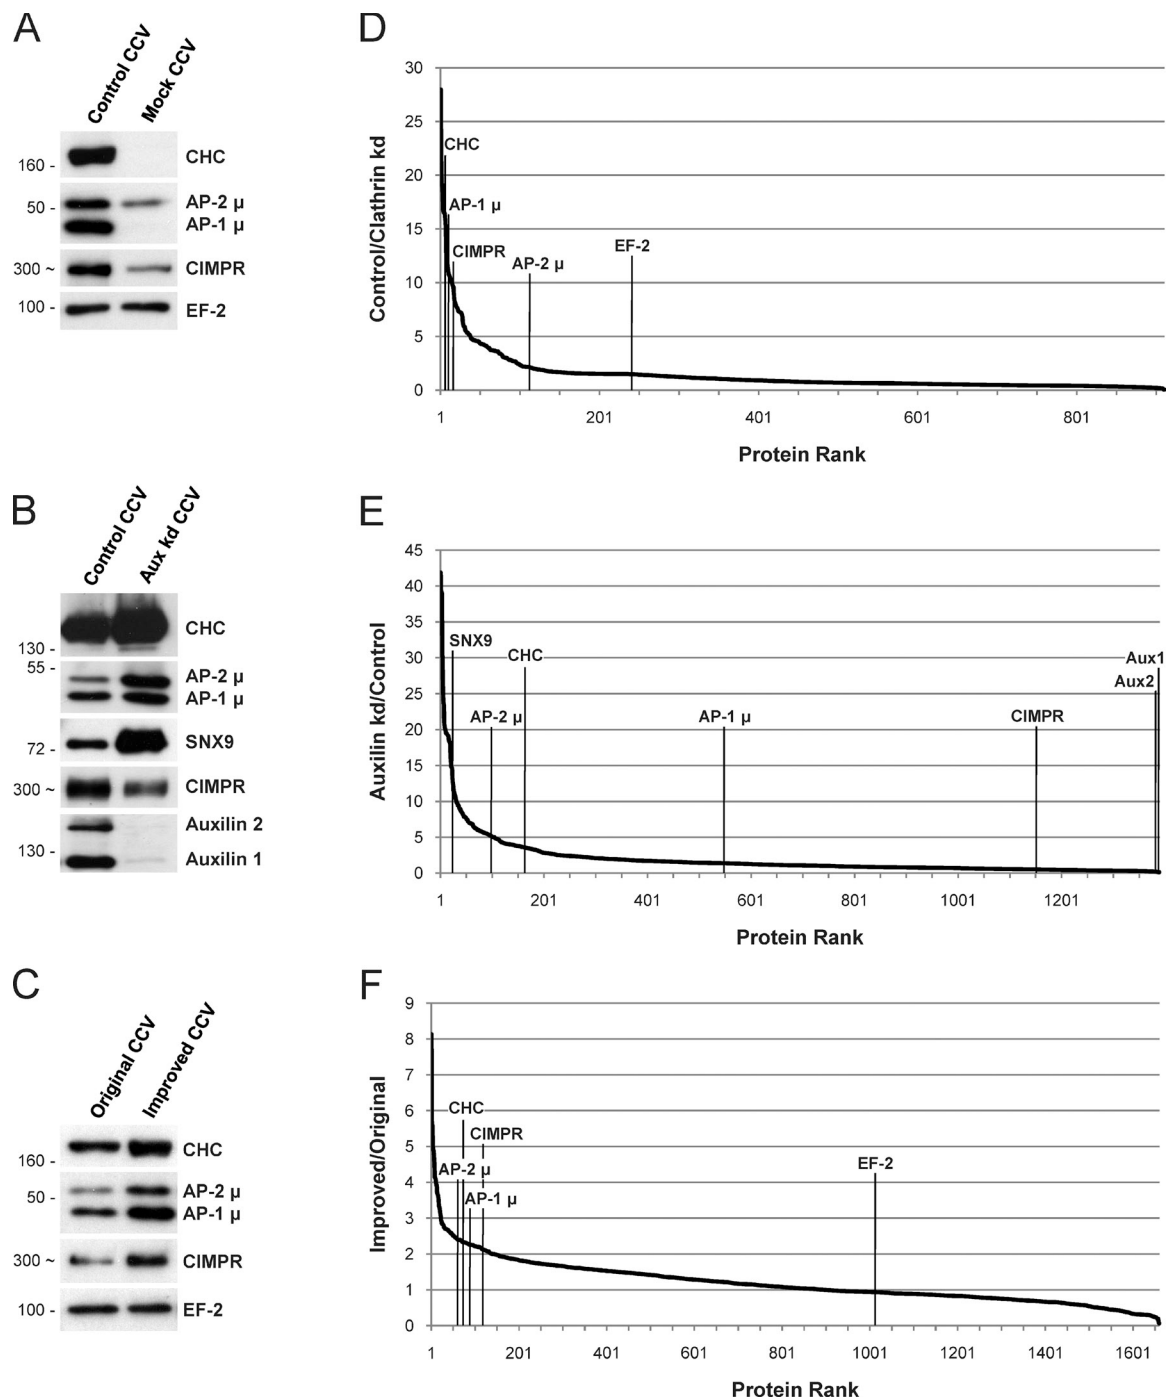 A
Control CCV
Mock CCV
160 -
CHC
50 -
AP-2 µ
AP-1 µ
300 ~
CIMPR
100 -
EF-2
D
Control/Clathrin kd
30
25
20
15
10
5
0
CHC
AP-1 µ
CIMPR
AP-2 µ
EF-2
1 201 401 601 801
Protein Rank
B
Control CCV
Aux kd CCV
CHC
130 -
55 -
AP-2 µ
AP-1 µ
SNX9
72 -
300 ~
CIMPR
Auxilin 2
130 -
Auxilin 1
E
Auxilin kd/Control
45
40
35
30
25
20
15
10
5
0
SNX9
CHC
AP-2 µ
AP-1 µ
CIMPR
Aux1
Aux2
1 201 401 601 801 1001 1201
Protein Rank
C
Original CCV
Improved CCV
CHC
160 -
AP-2 µ
50 -
AP-1 µ
300 ~
CIMPR
100 -
EF-2
F
Improved/Original
9
8
7
6
5
4
3
2
1
0
CHC
CIMPR
AP-2 µ
AP-1 µ
EF-2
1 201 401 601 801 1001 1201 1401 1601
Protein Rank